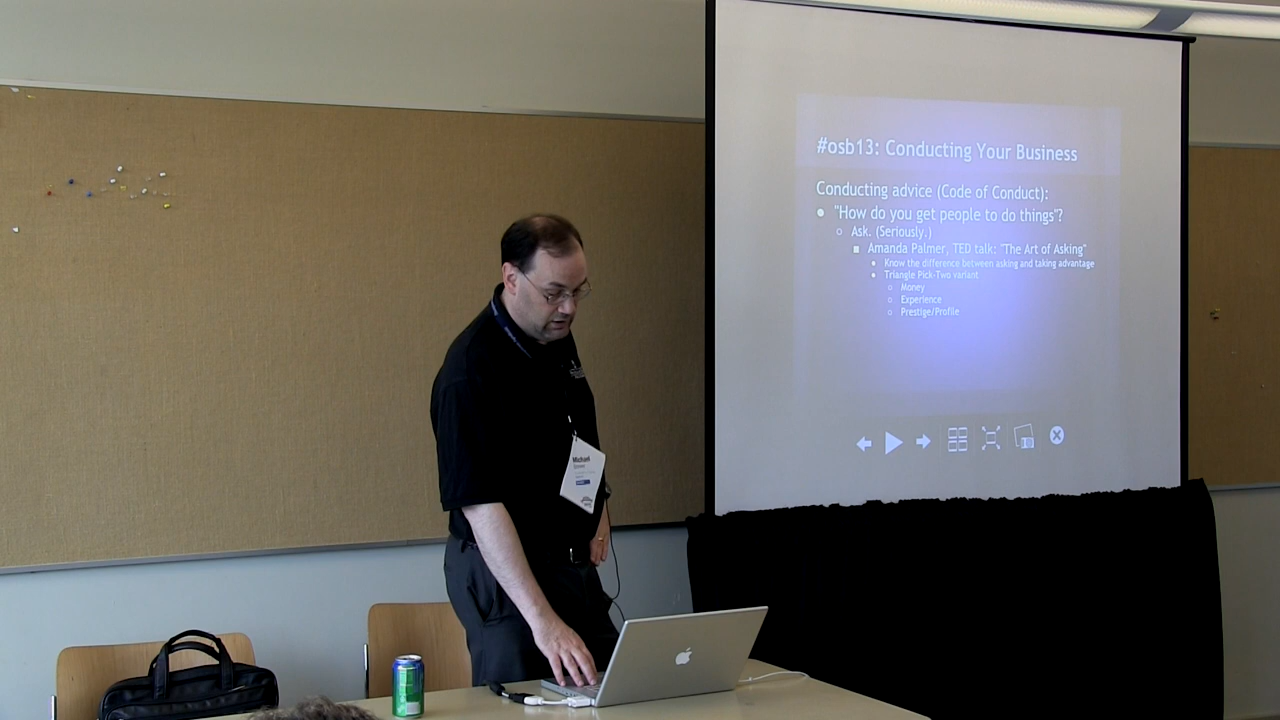 #osb13: Conducting Your Business
Conducting advice (Code of Conduct):
"How do you get people to do things"?
Ask. (Seriously.)
Amanda Palmer, TED talk: "The Art of Asking"
Know the difference between asking and taking advantage
Triangle Pick-Two variant
Money
Experience
Prestige/Profile
Michael